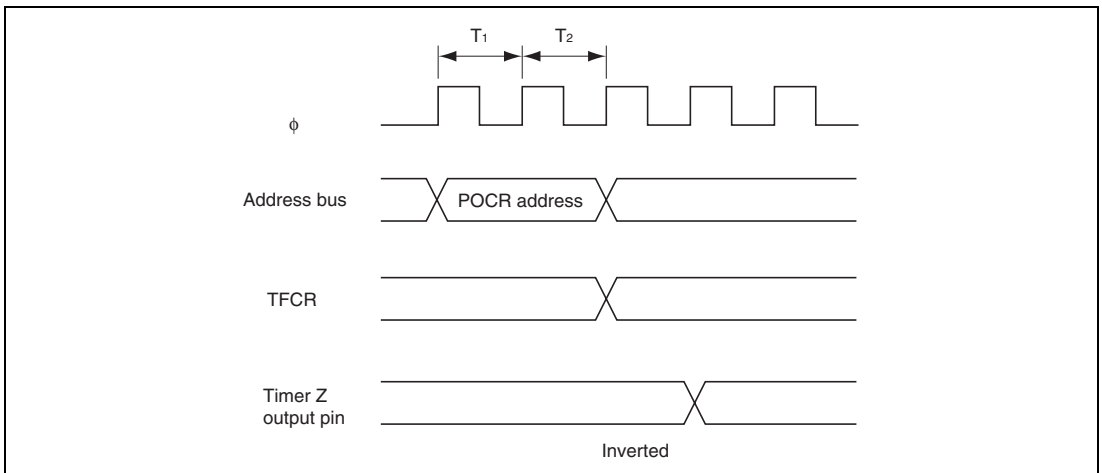 T1 T2
ϕ
Address bus POCR address
TFCR
Timer Z
output pin
Inverted